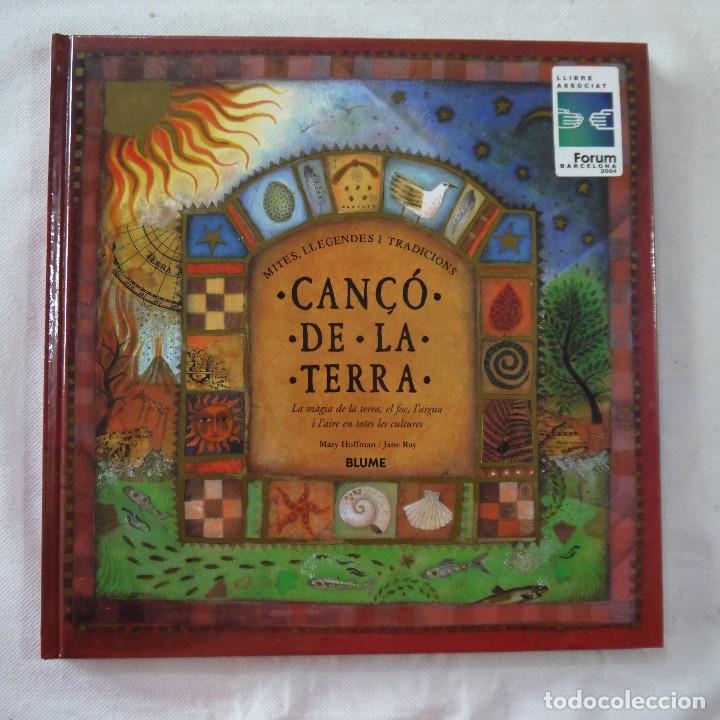 LLIBRE
ASSOCIAT
Forum
BARCELONA
2004
MITES, LLEGENDES I TRADICIONS
·CANÇÓ·
·DE·LA·
·TERRA·
La màgia de la terra, el foc, l'aigua
i l'aire en totes les cultures
Mary Hoffman / Jane Ray
BLUME
TERRA
todocoleccion.net